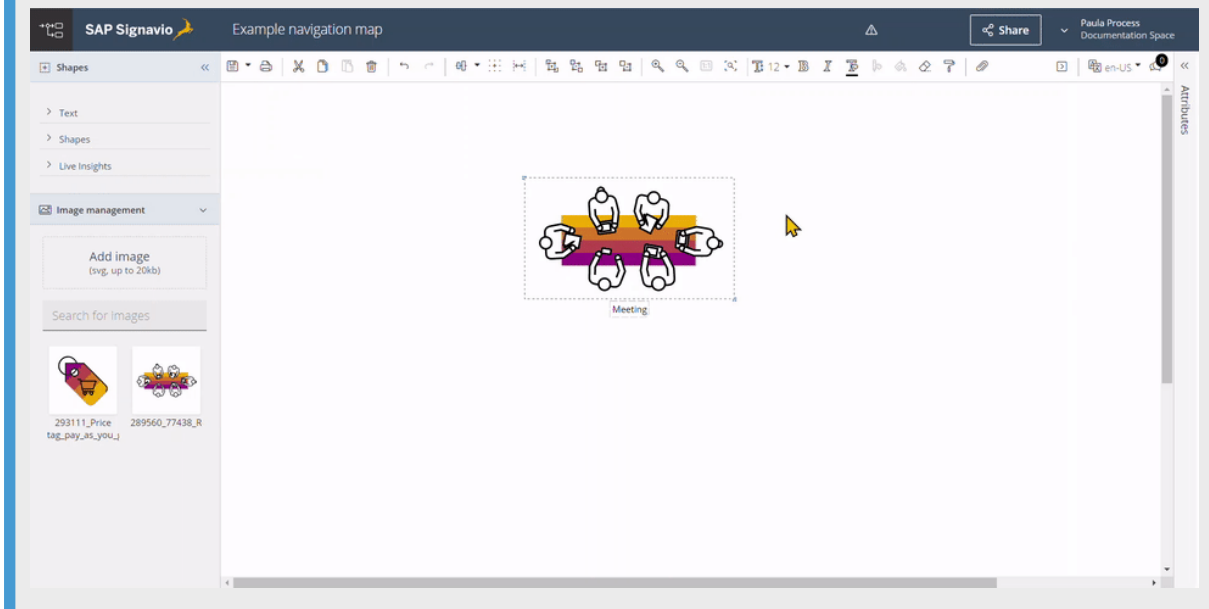 SAP Signavio
Example navigation map
Share
Paula Process
Documentation Space
Shapes
12
B
I
en-US
0
Attributes
Text
Shapes
Live Insights
Image management
Add image
(svg, up to 20kb)
Search for images
293111_Price
tag_pay_as_you_
289560_77438_R
Meeting